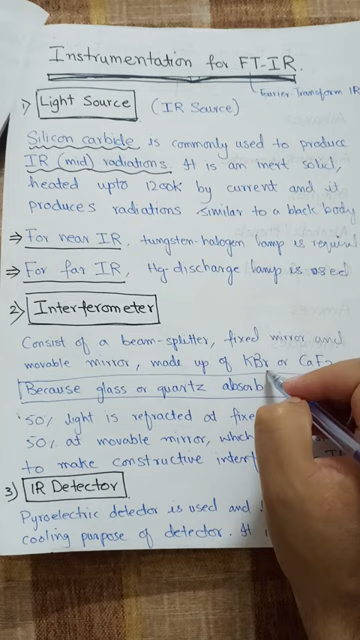 Instrumentation for FT-IR.
Fourier Transform IR
1) Light Source (IR Source)
Silicon carbide is commonly used to produce
IR (mid) radiations. It is an inert solid,
heated upto 1200k by current and it
produces radiations similar to a black body
→ For near IR, tungsten-halogen lamp is required
→ For far IR, Hg-discharge lamp is used
2) Interferometer
Consist of a beam-splitter, fixed mirror and
movable mirror, made up of KBr or CaF2
Because glass or quartz absorb
50% light is refracted at fixe
50% at movable mirror, which
to make constructive interf
3) IR Detector
Pyroelectric detector is used and
cooling purpose of detector. It